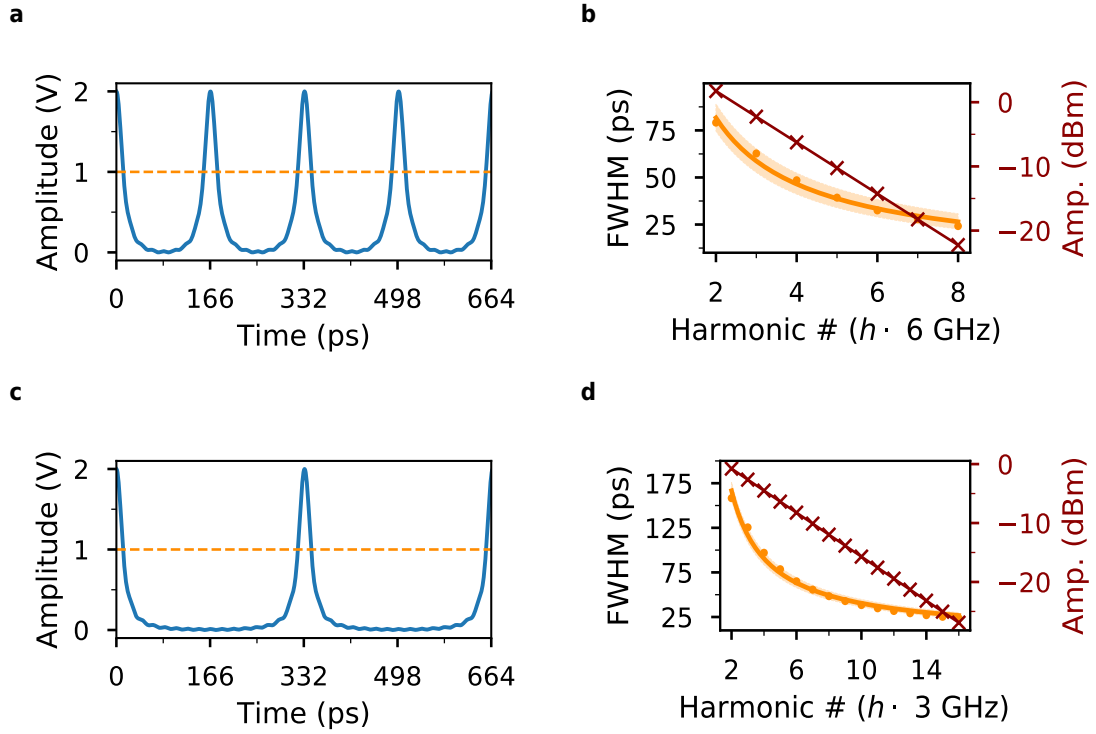 a
Amplitude (V)
2
1
0
0 166 332 498 664
Time (ps)
b
FWHM (ps)
75
50
25
0
−10
−20
Amp. (dBm)
2 4 6 8
Harmonic # (h· 6 GHz)
c
Amplitude (V)
2
1
0
0 166 332 498 664
Time (ps)
d
FWHM (ps)
175
125
75
25
0
−10
−20
Amp. (dBm)
2 6 10 14
Harmonic # (h· 3 GHz)